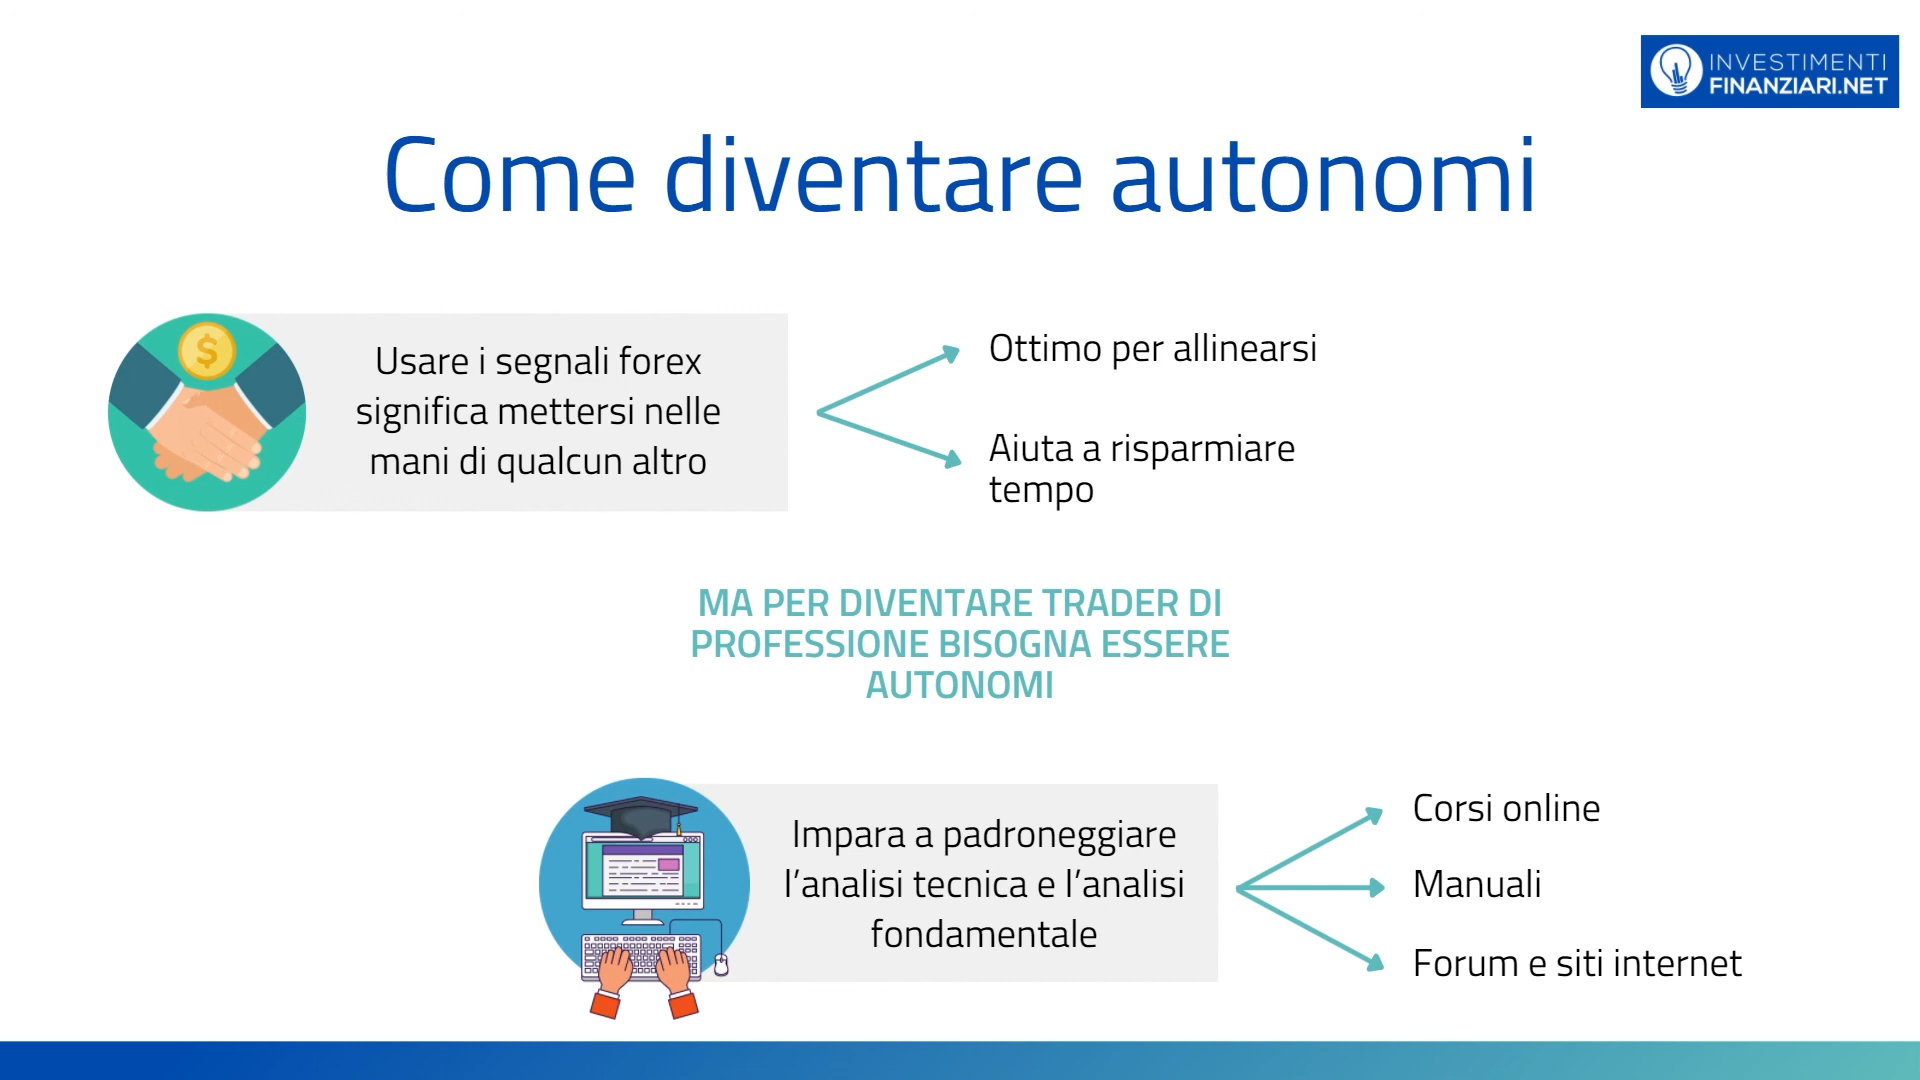 INVESTIMENTI
FINANZIARI.NET
Come diventare autonomi
Usare i segnali forex
significa mettersi nelle
mani di qualcun altro
Ottimo per allinearsi
Aiuta a risparmiare
tempo
MA PER DIVENTARE TRADER DI
PROFESSIONE BISOGNA ESSERE
AUTONOMI
Impara a padroneggiare
l’analisi tecnica e l’analisi
fondamentale
Corsi online
Manuali
Forum e siti internet